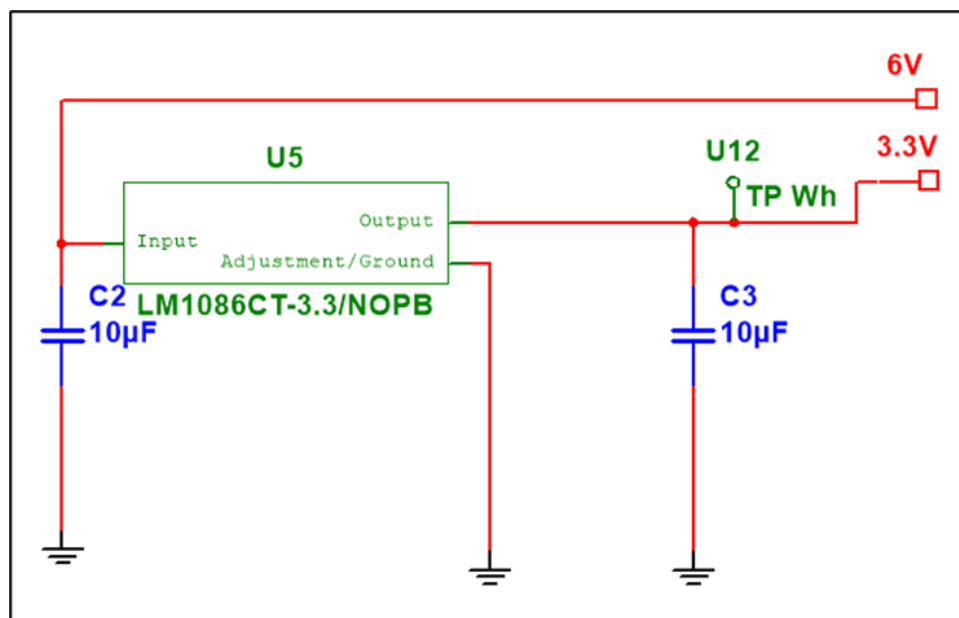 6V
3.3V
U5
U12
TP Wh
Output
Input
Adjustment/Ground
LM1086CT-3.3/NOPB
C2
10µF
C3
10µF